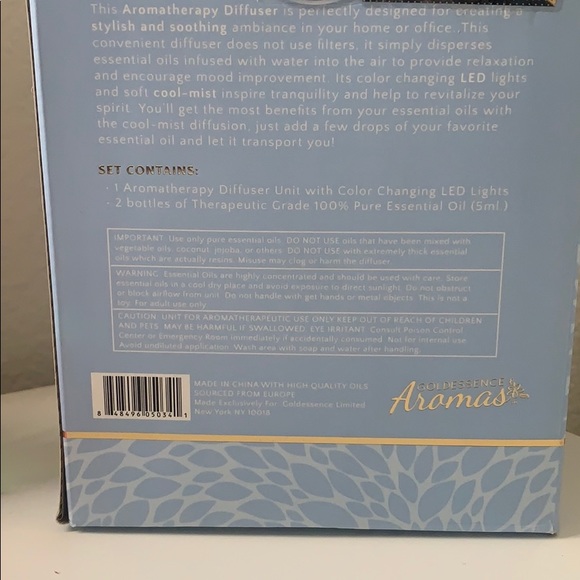 This Aromatherapy Diffuser is perfectly designed for creating a
stylish and soothing ambiance in your home or office. This
convenient diffuser does not use filters, it simply disperses
essential oils infused with water into the air to provide relaxation
and encourage mood improvement. Its color changing LED lights
and soft cool-mist inspire tranquility and help to revitalize your
spirit. You'll get the most benefits from your essential oils with
the cool-mist diffusion, just add a few drops of your favorite
essential oil and let it transport you!
SET CONTAINS:
· 1 Aromatherapy Diffuser Unit with Color Changing LED Lights
· 2 bottles of Therapeutic Grade 100% Pure Essential Oil (5ml )
IMPORTANT: Use only pure essential oils. DO NOT USE oils that have been mixed with
vegetable oils, coconut, jojoba, or others. DO NOT USE with extremely thick essential
oils which are actually resins. Misuse may clog or harm the diffuser.
WARNING: Essential Oils are highly concentrated and should be used with care. Store
essential oils in a cool dry place and avoid exposure to direct sunlight. Do not obstruct
or block airflow from unit. Do not handle with wet hands or metal objects. This is not a
toy. For adult use only.
CAUTION: UNIT FOR AROMATHERAPEUTIC USE ONLY KEEP OUT OF REACH OF CHILDREN
AND PETS. MAY BE HARMFUL IF SWALLOWED. EYE IRRITANT. Consult Poison Control
Center or Emergency Room immediately if accidentally consumed. Not for internal use.
Avoid undiluted application. Wash area with soap and water after handling.
8 48496 05034 1
MADE IN CHINA WITH HIGH QUALITY OILS
SOURCED FROM EUROPE
Made Exclusively For: Goldessence Limited
New York NY 10018
GOLDESSENCE
Aromas